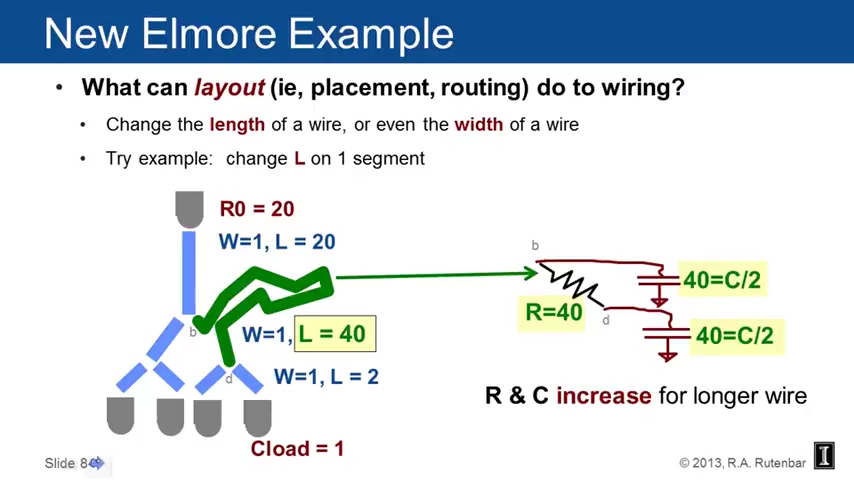 New Elmore Example
• What can layout (ie, placement, routing) do to wiring?
• Change the length of a wire, or even the width of a wire
• Try example: change L on 1 segment
R0 = 20
W=1, L = 20
b
W=1, L = 40
d
W=1, L = 2
Cload = 1
b
40=C/2
R=40
d
40=C/2
R & C increase for longer wire
Slide 8
© 2013, R.A. Rutenbar
I